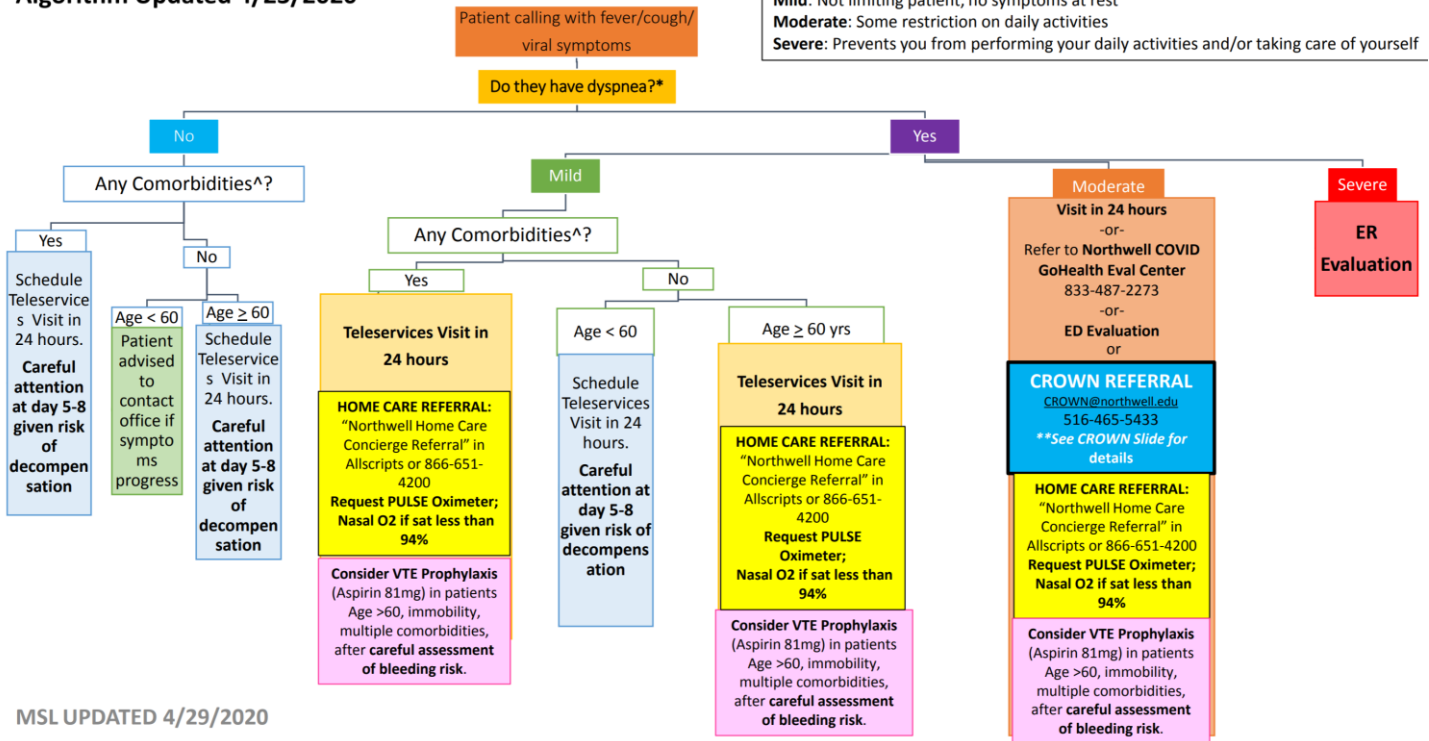 Algorithm Updated 4/23/2020
Mild: Not limiting patient, no symptoms at rest
Moderate: Some restriction on daily activities
Severe: Prevents you from performing your daily activities and/or taking care of yourself
Patient calling with fever/cough/
viral symptoms
Do they have dyspnea?*
No
Yes
Any Comorbidities^?
Yes
Schedule
Teleservice
s Visit in
24 hours.
Careful
attention
at day 5-8
given risk
of
decompen
sation
No
Age < 60
Patient
advised
to
contact
office if
sympto
ms
progress
Age ≥ 60
Schedule
Teleservice
s Visit in
24 hours.
Careful
attention
at day 5-8
given risk
of
decompen
sation
Mild
Any Comorbidities^?
Yes
Teleservices Visit in
24 hours
HOME CARE REFERRAL:
“Northwell Home Care
Concierge Referral” in
Allscripts or 866-651-
4200
Request PULSE Oximeter;
Nasal O2 if sat less than
94%
Consider VTE Prophylaxis
(Aspirin 81mg) in patients
Age >60, immobility,
multiple comorbidities,
after careful assessment
of bleeding risk.
No
Age < 60
Schedule
Teleservices
Visit in 24
hours.
Careful
attention at
day 5-8
given risk of
decompens
ation
Age ≥ 60 yrs
Teleservices Visit in
24 hours
HOME CARE REFERRAL:
“Northwell Home Care
Concierge Referral” in
Allscripts or 866-651-
4200
Request PULSE
Oximeter;
Nasal O2 if sat less than
94%
Consider VTE Prophylaxis
(Aspirin 81mg) in patients
Age >60, immobility,
multiple comorbidities,
after careful assessment
of bleeding risk.
Moderate
Visit in 24 hours
-or-
Refer to Northwell COVID
GoHealth Eval Center
833-487-2273
-or-
ED Evaluation
or
CROWN REFERRAL
CROWN@northwell.edu
516-465-5433
**See CROWN Slide for
details
HOME CARE REFERRAL:
“Northwell Home Care
Concierge Referral” in
Allscripts or 866-651-4200
Request PULSE Oximeter;
Nasal O2 if sat less than
94%
Consider VTE Prophylaxis
(Aspirin 81mg) in patients
Age >60, immobility,
multiple comorbidities,
after careful assessment
of bleeding risk.
Severe
ER
Evaluation
MSL UPDATED 4/29/2020